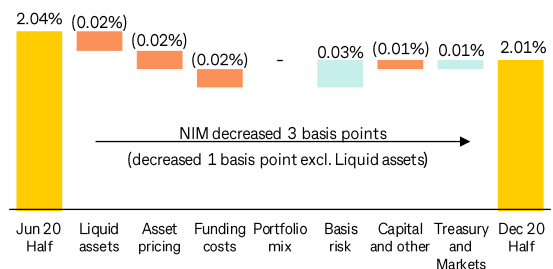 2.04%
(0.02%)
(0.02%)
(0.02%)
-
0.03%
(0.01%)
0.01%
2.01%
NIM decreased 3 basis points
(decreased 1 basis point excl. Liquid assets)
Jun 20
Half
Liquid
assets
Asset
pricing
Funding
costs
Portfolio
mix
Basis
risk
Capital
and other
Treasury
and
Markets
Dec 20
Half